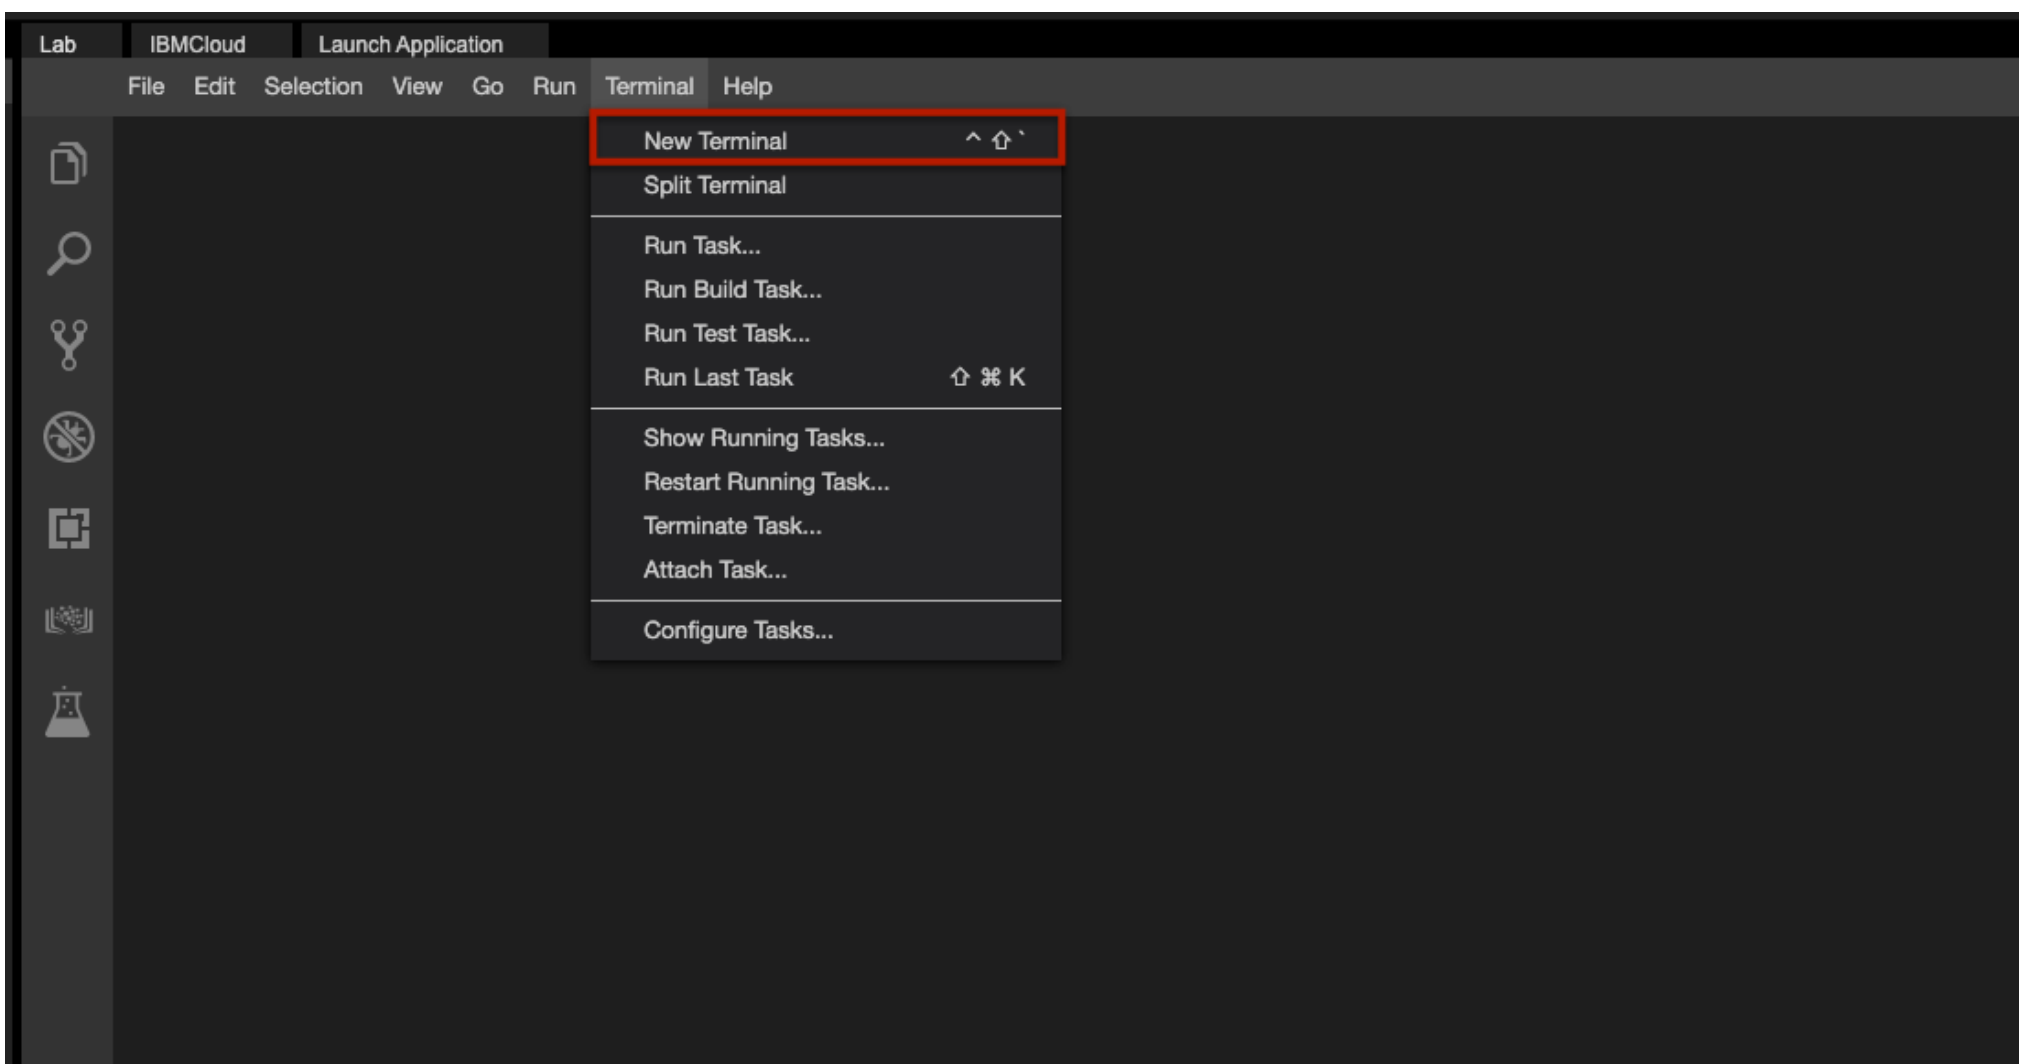 Lab IBMCloud Launch Application
File Edit Selection View Go Run Terminal Help
New Terminal ^ ⇧ `
Split Terminal
Run Task...
Run Build Task...
Run Test Task...
Run Last Task ⇧ ⌘ K
Show Running Tasks...
Restart Running Task...
Terminate Task...
Attach Task...
Configure Tasks...